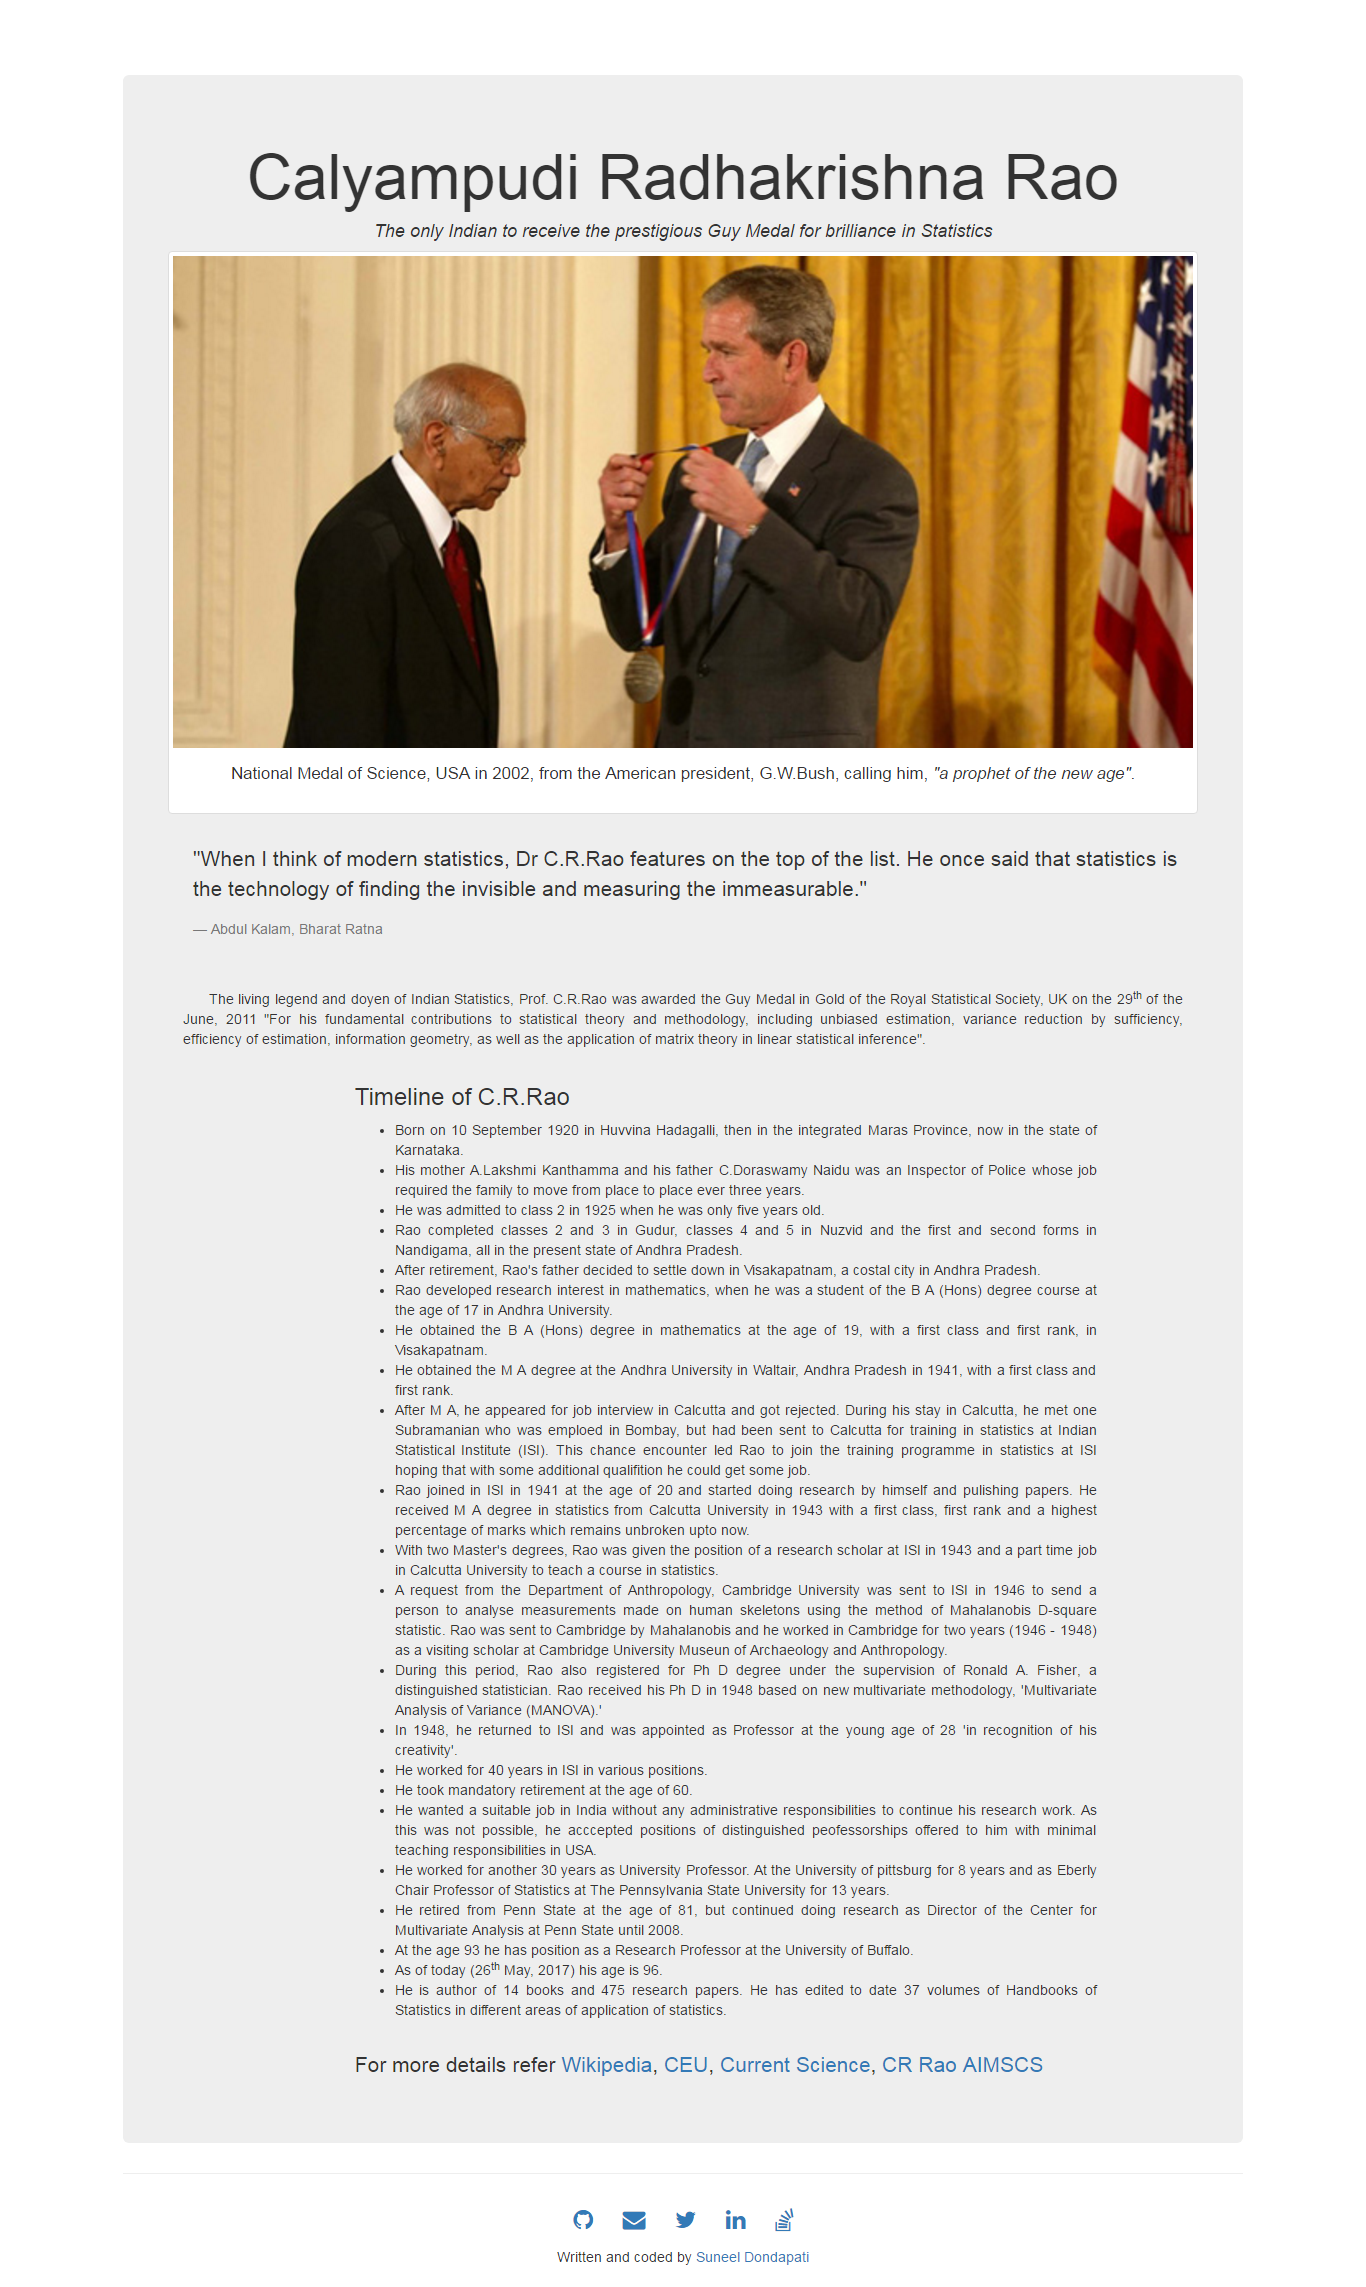 Calyampudi Radhakrishna Rao
The only Indian to receive the prestigious Guy Medal for brilliance in Statistics
National Medal of Science, USA in 2002, from the American president, G.W.Bush, calling him, "a prophet of the new age".
"When I think of modern statistics, Dr C.R.Rao features on the top of the list. He once said that statistics is
the technology of finding the invisible and measuring the immeasurable."
— Abdul Kalam, Bharat Ratna
The living legend and doyen of Indian Statistics, Prof. C.R.Rao was awarded the Guy Medal in Gold of the Royal Statistical Society, UK on the 29th of the
June, 2011 "For his fundamental contributions to statistical theory and methodology, including unbiased estimation, variance reduction by sufficiency,
efficiency of estimation, information geometry, as well as the application of matrix theory in linear statistical inference".
Timeline of C.R.Rao
• Born on 10 September 1920 in Huvvina Hadagalli, then in the integrated Maras Province, now in the state of
Karnataka.
• His mother A.Lakshmi Kanthamma and his father C.Doraswamy Naidu was an Inspector of Police whose job
required the family to move from place to place ever three years.
• He was admitted to class 2 in 1925 when he was only five years old.
• Rao completed classes 2 and 3 in Gudur, classes 4 and 5 in Nuzvid and the first and second forms in
Nandigama, all in the present state of Andhra Pradesh.
• After retirement, Rao's father decided to settle down in Visakapatnam, a costal city in Andhra Pradesh.
• Rao developed research interest in mathematics, when he was a student of the B A (Hons) degree course at
the age of 17 in Andhra University.
• He obtained the B A (Hons) degree in mathematics at the age of 19, with a first class and first rank, in
Visakapatnam.
• He obtained the M A degree at the Andhra University in Waltair, Andhra Pradesh in 1941, with a first class and
first rank.
• After M A, he appeared for job interview in Calcutta and got rejected. During his stay in Calcutta, he met one
Subramanian who was emploed in Bombay, but had been sent to Calcutta for training in statistics at Indian
Statistical Institute (ISI). This chance encounter led Rao to join the training programme in statistics at ISI
hoping that with some additional qualifition he could get some job.
• Rao joined in ISI in 1941 at the age of 20 and started doing research by himself and pulishing papers. He
received M A degree in statistics from Calcutta University in 1943 with a first class, first rank and a highest
percentage of marks which remains unbroken upto now.
• With two Master's degrees, Rao was given the position of a research scholar at ISI in 1943 and a part time job
in Calcutta University to teach a course in statistics.
• A request from the Department of Anthropology, Cambridge University was sent to ISI in 1946 to send a
person to analyse measurements made on human skeletons using the method of Mahalanobis D-square
statistic. Rao was sent to Cambridge by Mahalanobis and he worked in Cambridge for two years (1946 - 1948)
as a visiting scholar at Cambridge University Museun of Archaeology and Anthropology.
• During this period, Rao also registered for Ph D degree under the supervision of Ronald A. Fisher, a
distinguished statistician. Rao received his Ph D in 1948 based on new multivariate methodology, 'Multivariate
Analysis of Variance (MANOVA).'
• In 1948, he returned to ISI and was appointed as Professor at the young age of 28 'in recognition of his
creativity'.
• He worked for 40 years in ISI in various positions.
• He took mandatory retirement at the age of 60.
• He wanted a suitable job in India without any administrative responsibilities to continue his research work. As
this was not possible, he acccepted positions of distinguished peofessorships offered to him with minimal
teaching responsibilities in USA.
• He worked for another 30 years as University Professor. At the University of pittsburg for 8 years and as Eberly
Chair Professor of Statistics at The Pennsylvania State University for 13 years.
• He retired from Penn State at the age of 81, but continued doing research as Director of the Center for
Multivariate Analysis at Penn State until 2008.
• At the age 93 he has position as a Research Professor at the University of Buffalo.
• As of today (26th May, 2017) his age is 96.
• He is author of 14 books and 475 research papers. He has edited to date 37 volumes of Handbooks of
Statistics in different areas of application of statistics.
For more details refer Wikipedia, CEU, Current Science, CR Rao AIMSCS
Written and coded by Suneel Dondapati